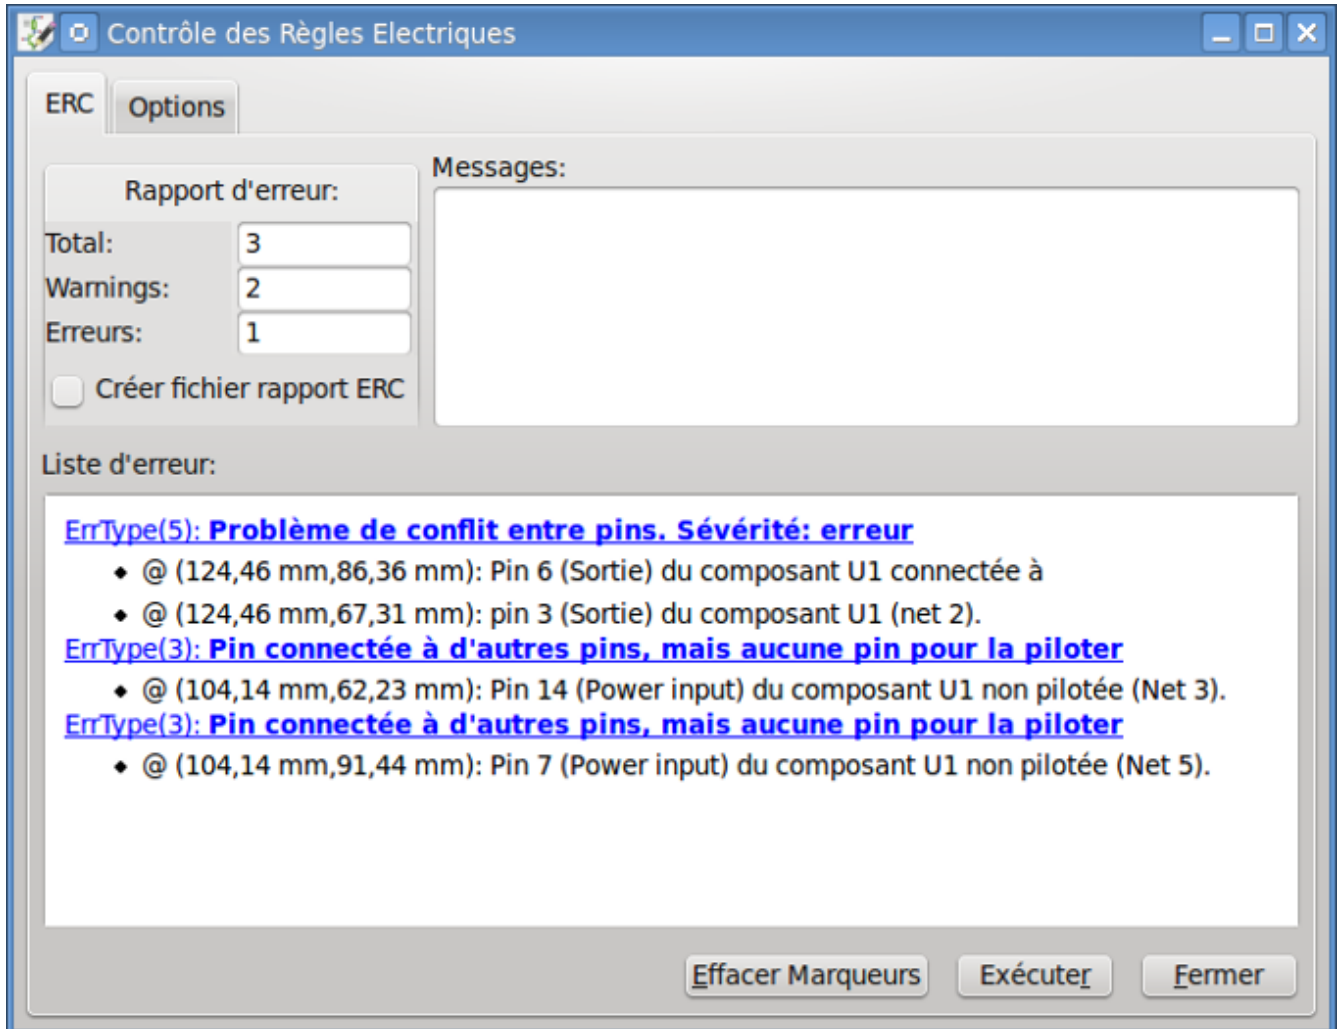 Contrôle des Règles Electriques
ERC
Options
Rapport d'erreur:
Total:
3
Warnings:
2
Erreurs:
1
Créer fichier rapport ERC
Messages:
Liste d'erreur:
ErrType(5): Problème de conflit entre pins. Sévérité: erreur
@ (124,46 mm,86,36 mm): Pin 6 (Sortie) du composant U1 connectée à
@ (124,46 mm,67,31 mm): pin 3 (Sortie) du composant U1 (net 2).
ErrType(3): Pin connectée à d'autres pins, mais aucune pin pour la piloter
@ (104,14 mm,62,23 mm): Pin 14 (Power input) du composant U1 non pilotée (Net 3).
ErrType(3): Pin connectée à d'autres pins, mais aucune pin pour la piloter
@ (104,14 mm,91,44 mm): Pin 7 (Power input) du composant U1 non pilotée (Net 5).
Effacer Marqueurs
Exécuter
Fermer